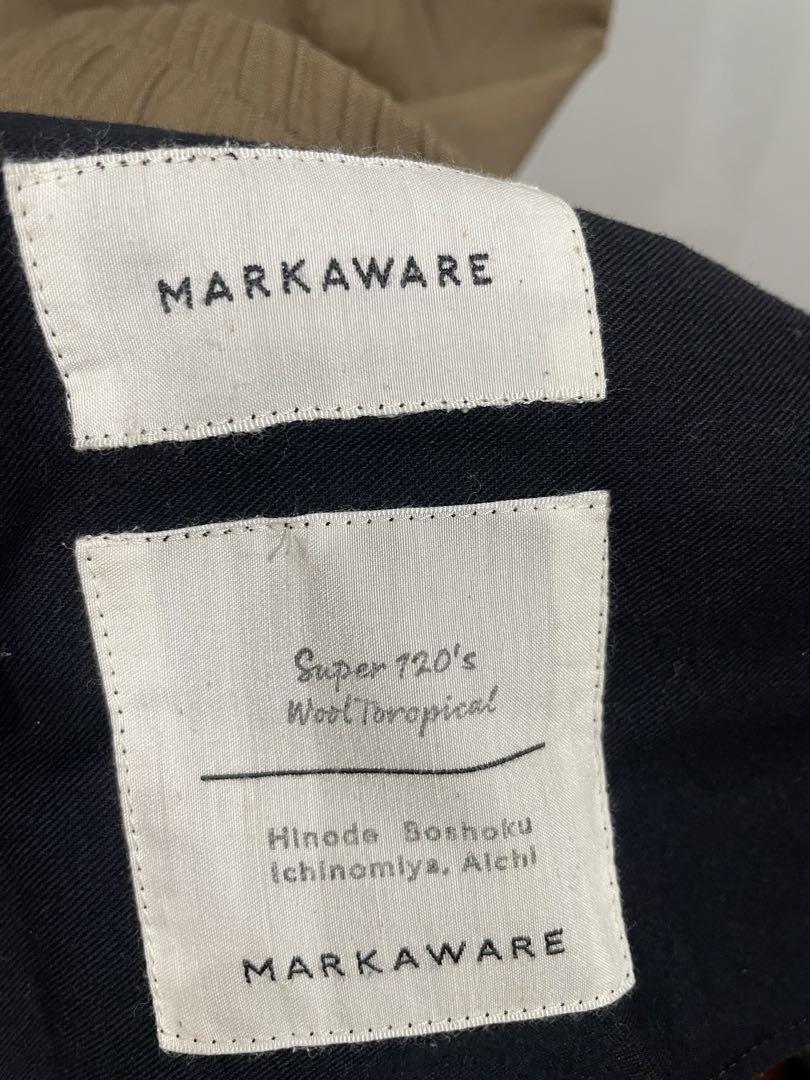 MARKAWARE
Super 120's
Wool Toropical
Hinode Boshoku
Ichinomiya, Aichi
MARKAWARE